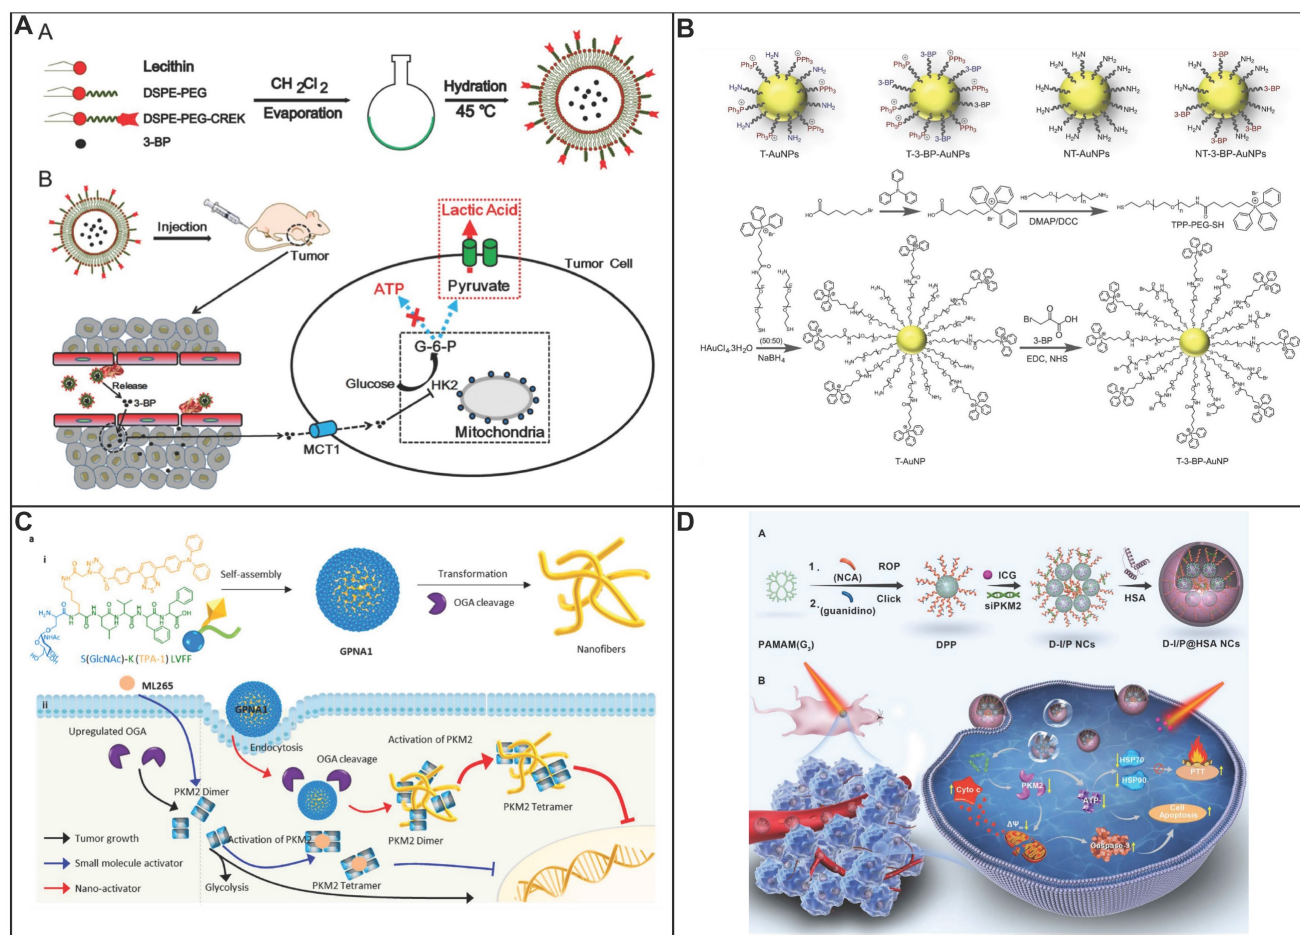 A
A
Lecithin
DSPE-PEG
DSPE-PEG-CREK
3-BP
CH2Cl2
Evaporation
Hydration
45 ℃
B
Injection
Tumor
Release
3-BP
MCT1
Tumor Cell
Lactic Acid
Pyruvate
ATP
G-6-P
Glucose
HK2
Mitochondria
B
T-AuNPs
T-3-BP-AuNPs
NT-AuNPs
NT-3-BP-AuNPs
DMAP/DCC
TPP-PEG-SH
HAuCl4.3H2O
(50:50)
NaBH4
T-AuNP
3-BP
EDC, NHS
T-3-BP-AuNP
C
a
i
S(GlcNAc)-K(TPA-1)LVFF
Self-assembly
GPNA1
Transformation
OGA cleavage
Nanofibers
ML265
ii
GPNA1
Upregulated OGA
Endocytosis
OGA cleavage
Activation of PKM2
PKM2 Dimer
PKM2 Tetramer
PKM2 Dimer
Activation of PKM2
PKM2 Tetramer
Glycolysis
Tumor growth
Small molecule activator
Nano-activator
D
A
1.
(NCA)
ROP
2.
(guanidino)
Click
ICG
siPKM2
HSA
PAMAM(G3)
DPP
D-I/P NCs
D-I/P@HSA NCs
B
HSP70
HSP90
PTT
Cyto c
PKM2
ATP
Cell
Apoptosis
ΔΨ
Caspase-3